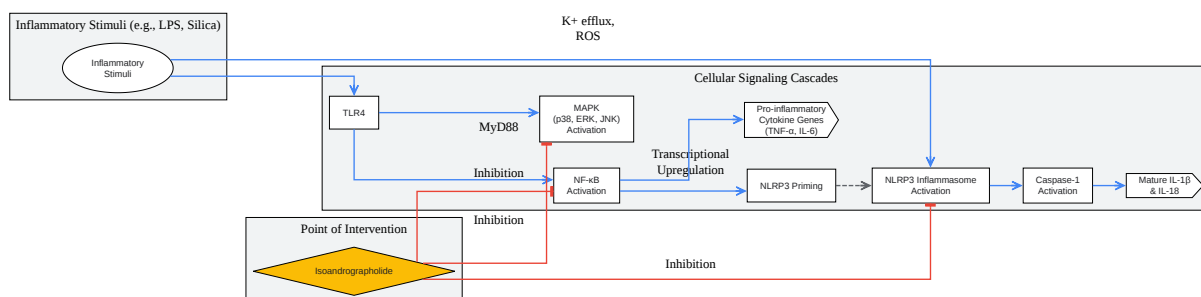 K+ efflux,
ROS
Inflammatory Stimuli (e.g., LPS, Silica)
Inflammatory
Stimuli
Cellular Signaling Cascades
TLR4
MyD88
MAPK
(p38, ERK, JNK)
Activation
Pro-inflammatory
Cytokine Genes
(TNF-α, IL-6)
Transcriptional
Upregulation
Inhibition
NF-κB
Activation
NLRP3 Priming
NLRP3 Inflammasome
Activation
Caspase-1
Activation
Mature IL-1β
& IL-18
Inhibition
Point of Intervention
Isoandrographolide
Inhibition